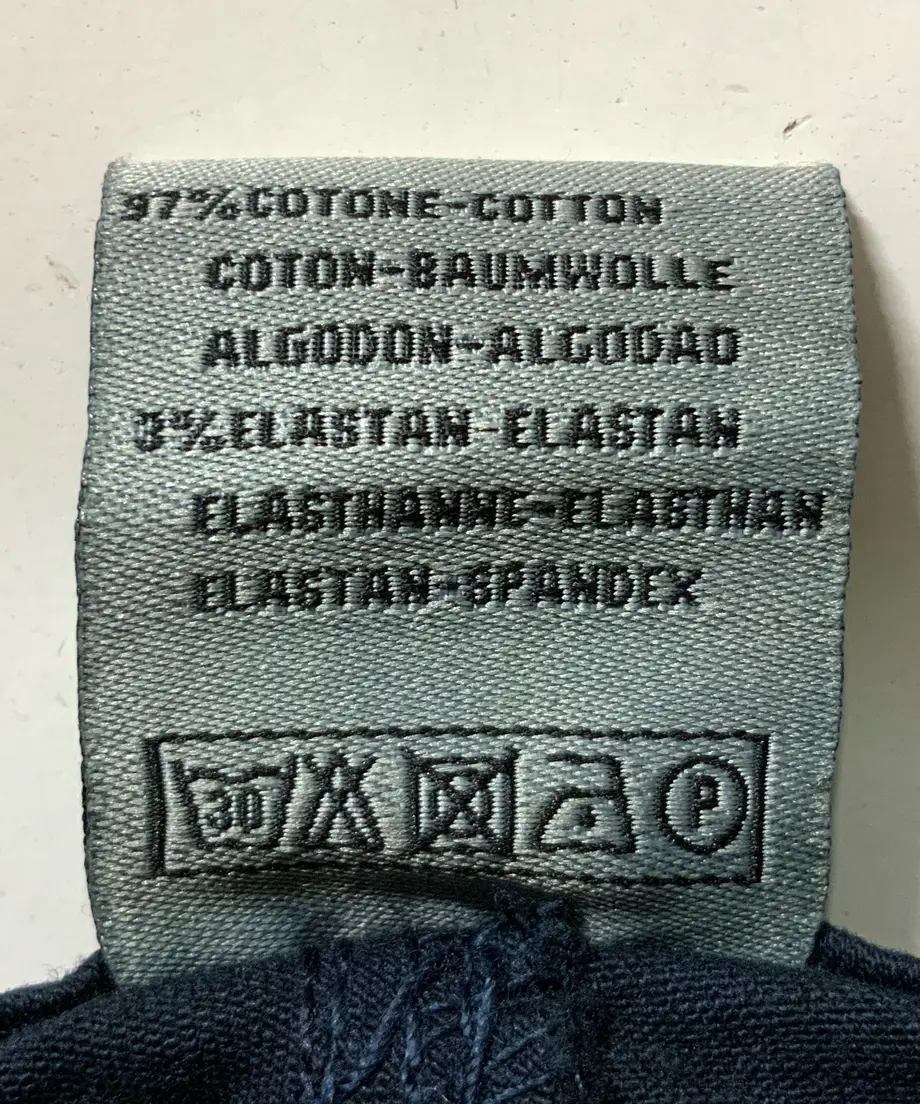 97%COTONE-COTTON
COTON-BAUMWOLLE
ALGODON-ALGODAO
3%ELASTAN-ELASTAN
ELASTHANNE-ELASTHAN
ELASTAN-SPANDEX
30 P